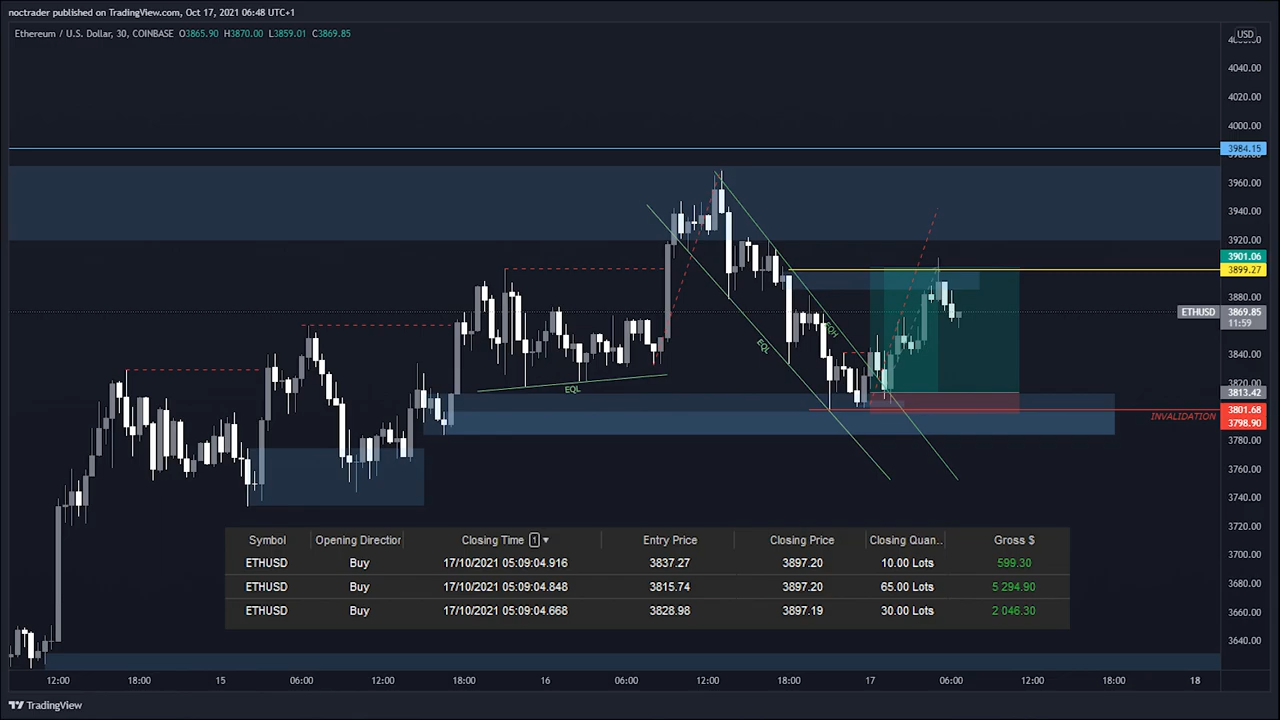 noctrader published on TradingView.com, Oct 17, 2021 06:48 UTC+1
Ethereum / U.S. Dollar, 30, COINBASE O3865.90 H3870.00 L3859.01 C3869.85
USD
4040.00
4020.00
4000.00
3984.15
3980.00
3960.00
3940.00
3920.00
3901.06
3899.27
3880.00
ETHUSD 3869.85
11:59
3840.00
3820.00
3813.42
3801.68
INVALIDATION
3798.90
3780.00
3760.00
3740.00
3720.00
3700.00
3680.00
3660.00
3640.00
EQH
EQL
EQL
Symbol Opening Direction Closing Time 1 Entry Price Closing Price Closing Quan.. Gross $
ETHUSD Buy 17/10/2021 05:09:04.916 3837.27 3897.20 10.00 Lots 599.30
ETHUSD Buy 17/10/2021 05:09:04.848 3815.74 3897.20 65.00 Lots 5 294.90
ETHUSD Buy 17/10/2021 05:09:04.668 3828.98 3897.19 30.00 Lots 2 046.30
12:00 18:00 15 06:00 12:00 18:00 16 06:00 12:00 18:00 17 06:00 12:00 18:00 18
TradingView